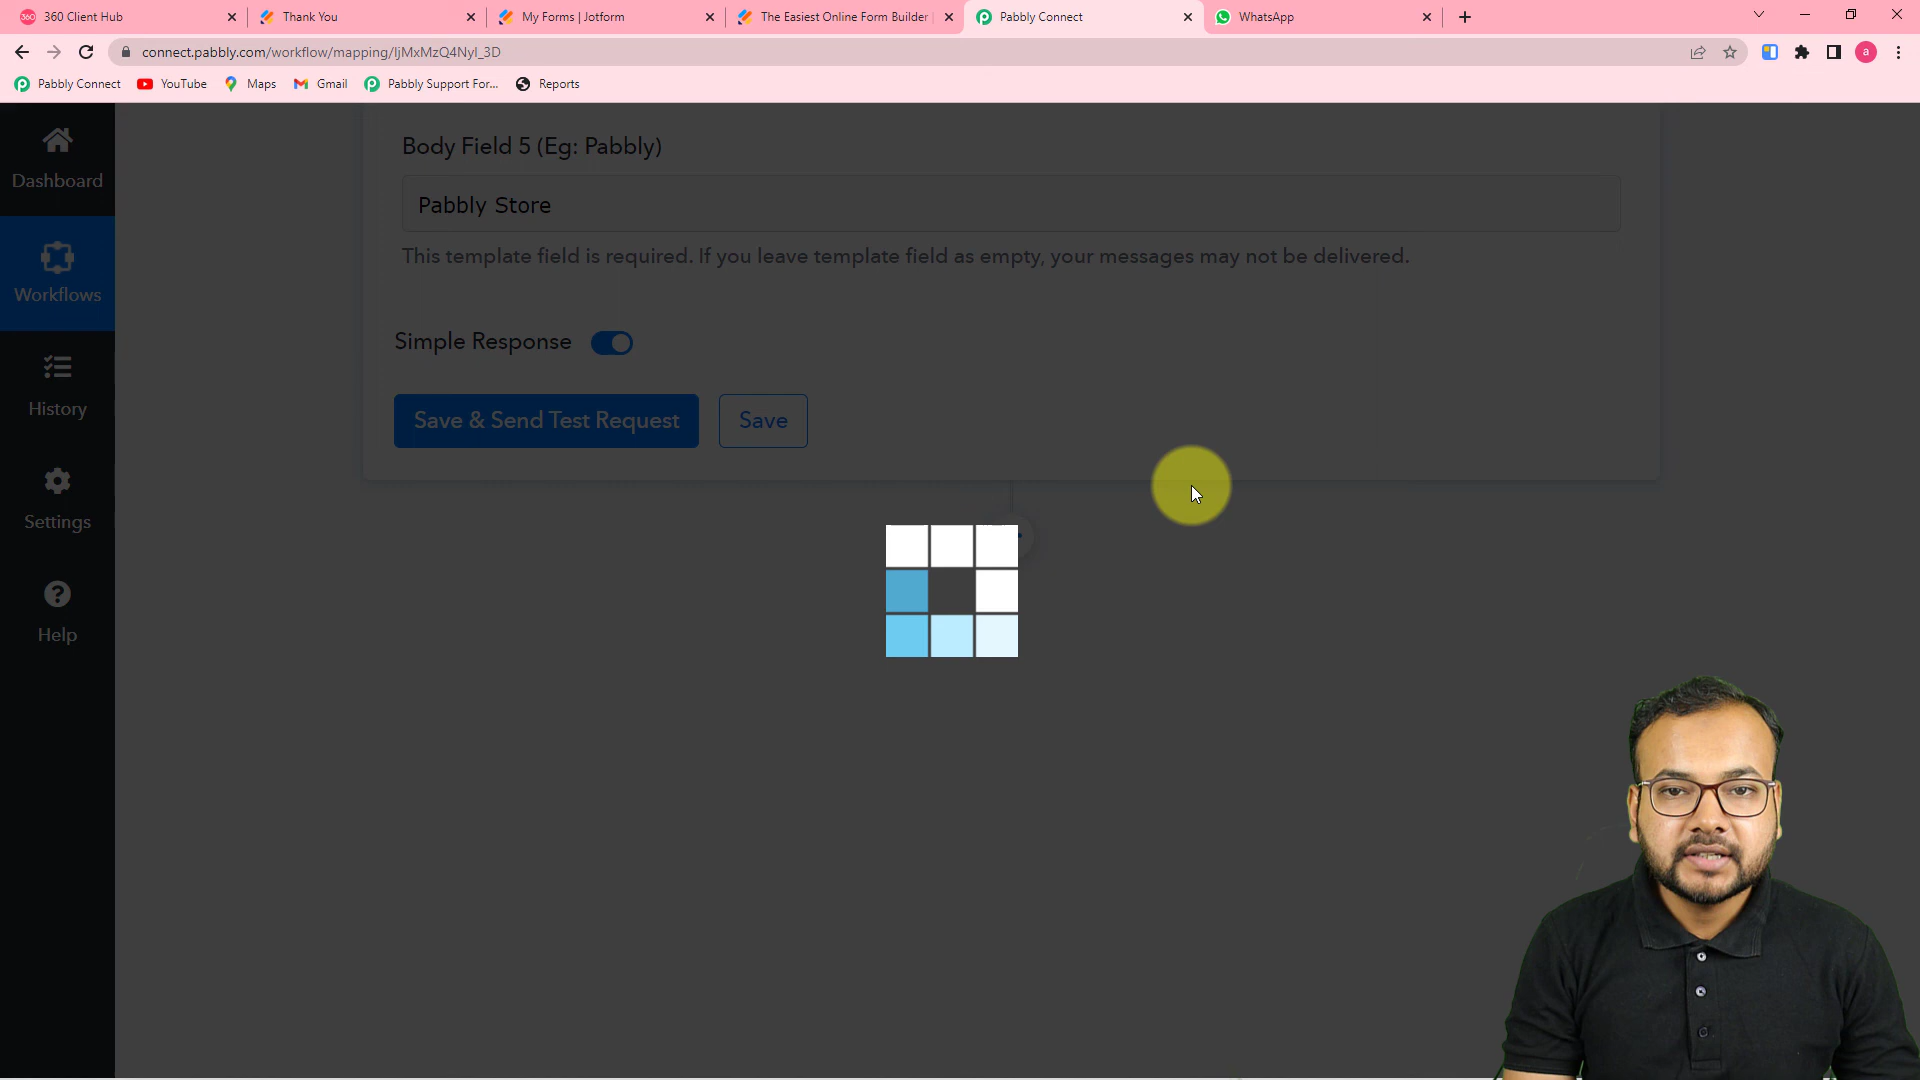 360 Client Hub
Thank You
My Forms | Jotform
The Easiest Online Form Builder |
Pabbly Connect
WhatsApp
connect.pabbly.com/workflow/mapping/IjMxMzQ4NyI_3D
a
Pabbly Connect
YouTube
Maps
Gmail
Pabbly Support For...
Reports
Dashboard
Workflows
History
Settings
Help
Body Field 5 (Eg: Pabbly)
Pabbly Store
This template field is required. If you leave template field as empty, your messages may not be delivered.
Simple Response
Save & Send Test Request
Save